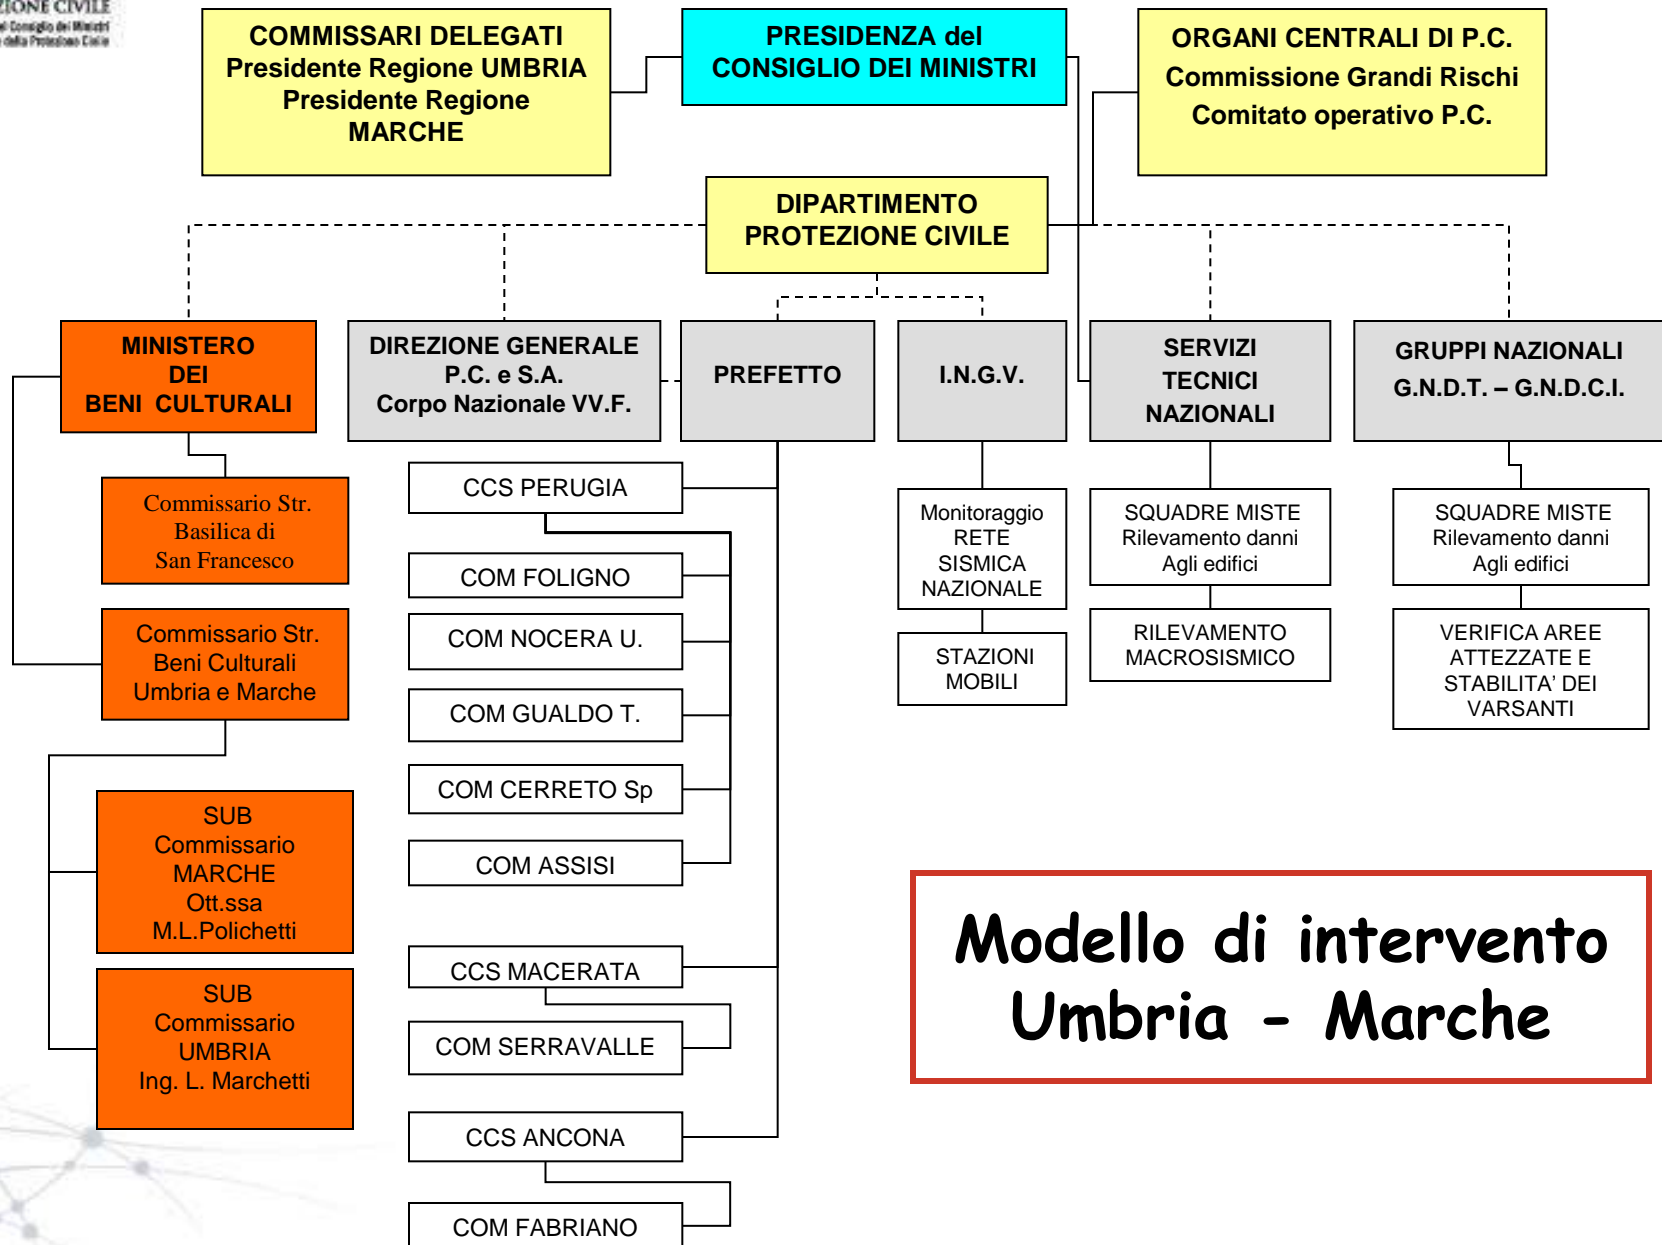 ZIONE CIVILE
COMMISSARI DELEGATI
Presidente Regione UMBRIA
Presidente Regione
MARCHE
PRESIDENZA del
CONSIGLIO DEI MINISTRI
ORGANI CENTRALI DI P.C.
Commissione Grandi Rischi
Comitato operativo P.C.
DIPARTIMENTO
PROTEZIONE CIVILE
MINISTERO
DEI
BENI CULTURALI
DIREZIONE GENERALE
P.C. e S.A.
Corpo Nazionale VV.F.
PREFETTO
I.N.G.V.
SERVIZI
TECNICI
NAZIONALI
GRUPPI NAZIONALI
G.N.D.T. – G.N.D.C.I.
Commissario Str.
Basilica di
San Francesco
Commissario Str.
Beni Culturali
Umbria e Marche
SUB
Commissario
MARCHE
Ott.ssa
M.L.Polichetti
SUB
Commissario
UMBRIA
Ing. L. Marchetti
CCS PERUGIA
COM FOLIGNO
COM NOCERA U.
COM GUALDO T.
COM CERRETO Sp
COM ASSISI
CCS MACERATA
COM SERRAVALLE
CCS ANCONA
COM FABRIANO
Monitoraggio
RETE
SISMICA
NAZIONALE
STAZIONI
MOBILI
SQUADRE MISTE
Rilevamento danni
Agli edifici
RILEVAMENTO
MACROSISMICO
SQUADRE MISTE
Rilevamento danni
Agli edifici
VERIFICA AREE
ATTEZZATE E
STABILITA’ DEI
VARSANTI
Modello di intervento
Umbria - Marche